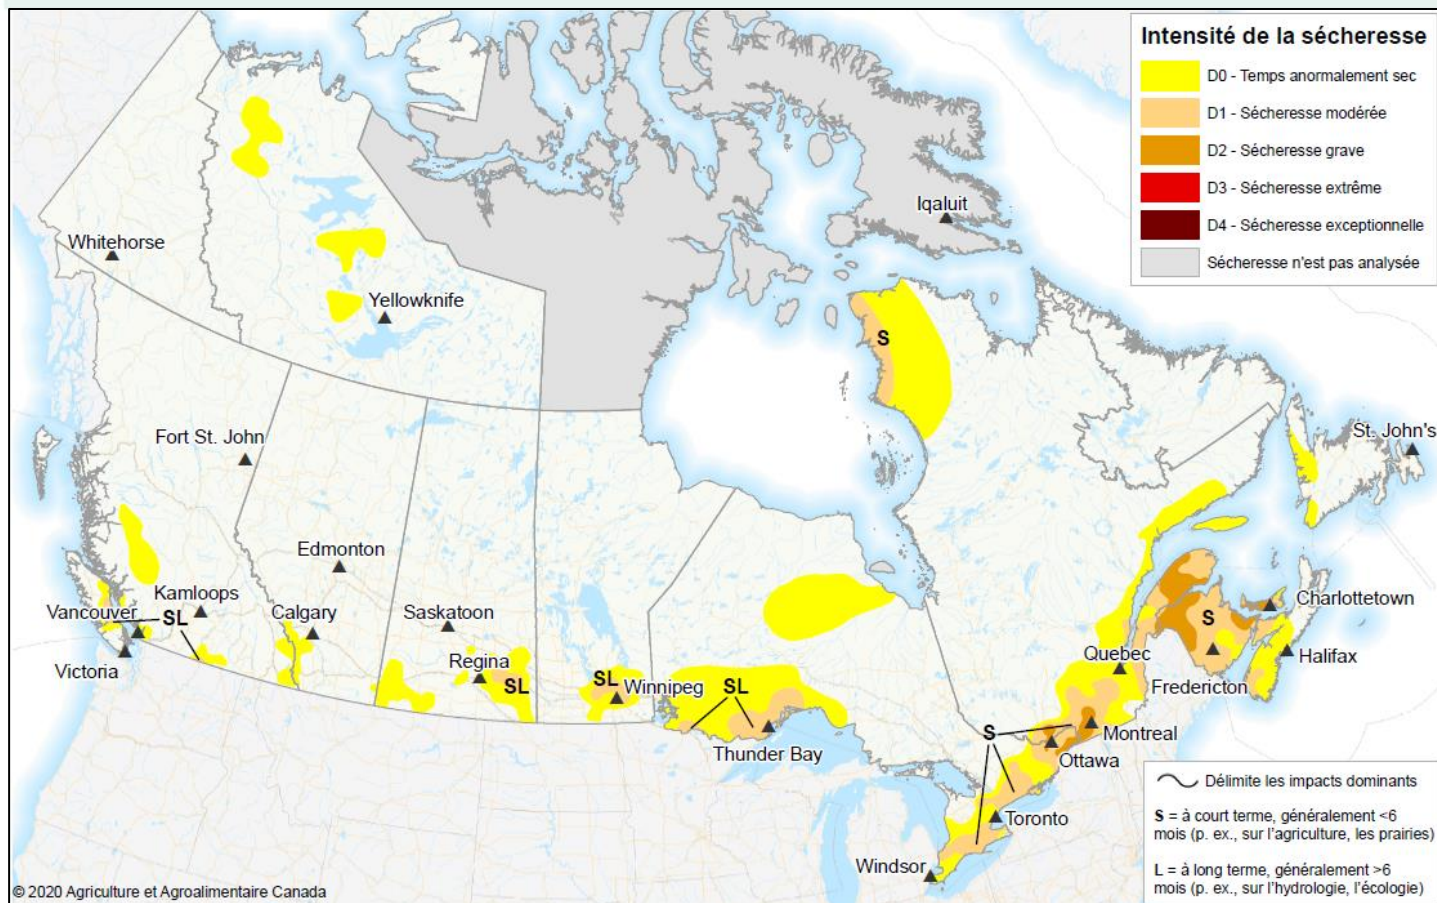 Intensité de la sécheresse
D0 - Temps anormalement sec
D1 - Sécheresse modérée
D2 - Sécheresse grave
D3 - Sécheresse extrême
D4 - Sécheresse exceptionnelle
Sécheresse n'est pas analysée
Iqaluit
Whitehorse
Yellowknife
S
Fort St. John
St. John's
Edmonton
Kamloops
Calgary
Saskatoon
Vancouver
SL
Charlottetown
S
Victoria
Regina
SL
SL
Winnipeg
SL
Quebec
Halifax
Fredericton
Thunder Bay
S
Montreal
Ottawa
Toronto
Windsor
Délimite les impacts dominants
S = à court terme, généralement <6
mois (p. ex., sur l'agriculture, les prairies)
L = à long terme, généralement >6
mois (p. ex., sur l'hydrologie, l'écologie)
© 2020 Agriculture et Agroalimentaire Canada